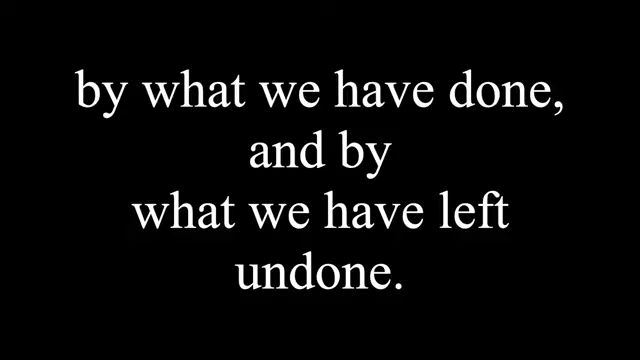 by what we have done,
and by
what we have left
undone.